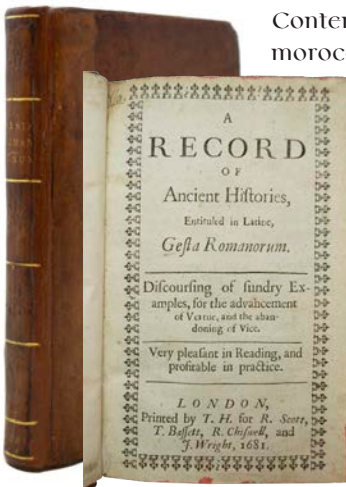 Conter
moroc
A
RECORD
OF
Ancient Hiſtories,
Entituled in Latine,
Geſta Romanorum.
Diſcourſing of ſundry Ex-
amples, for the advancement
of Vertue, and the aban-
doning of Vice.
Very pleasant in Reading, and
profitable in practice.
LONDON,
Printed by T. H. for R. Scott,
T. Baſſett, R. Chiſwell, and
J. Wright, 1681.